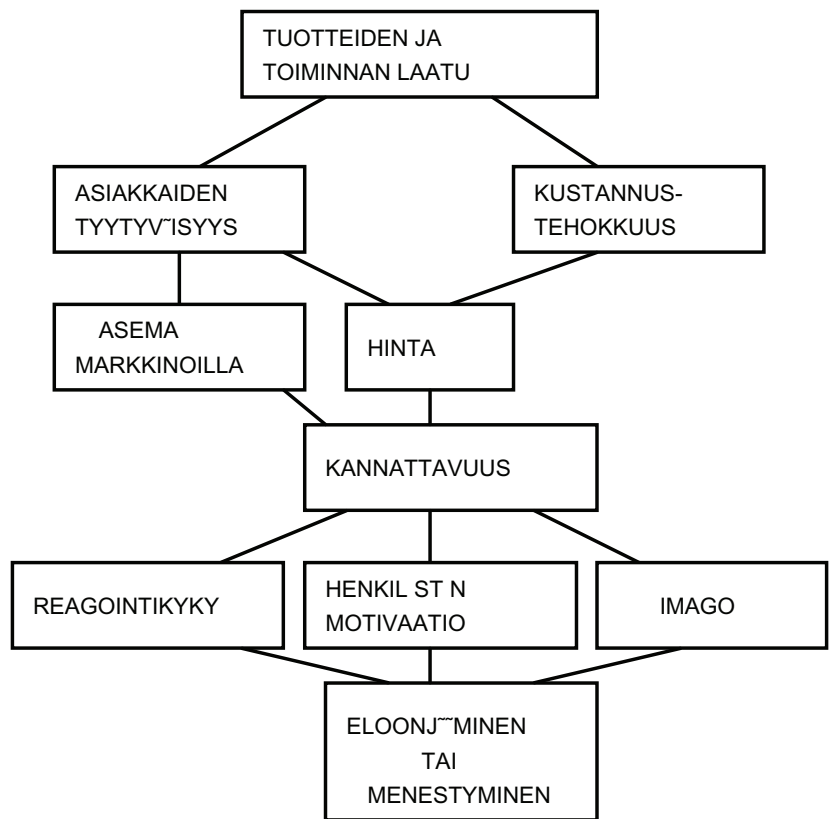 TUOTTEIDEN JA
TOIMINNAN LAATU
ASIAKKAIDEN
TYYTYV˜ISYYS
KUSTANNUS-
TEHOKKUUS
ASEMA
MARKKINOILLA
HINTA
KANNATTAVUUS
REAGOINTIKYKY
HENKIL ST N
MOTIVAATIO
IMAGO
ELOONJ˜˜MINEN
TAI
MENESTYMINEN